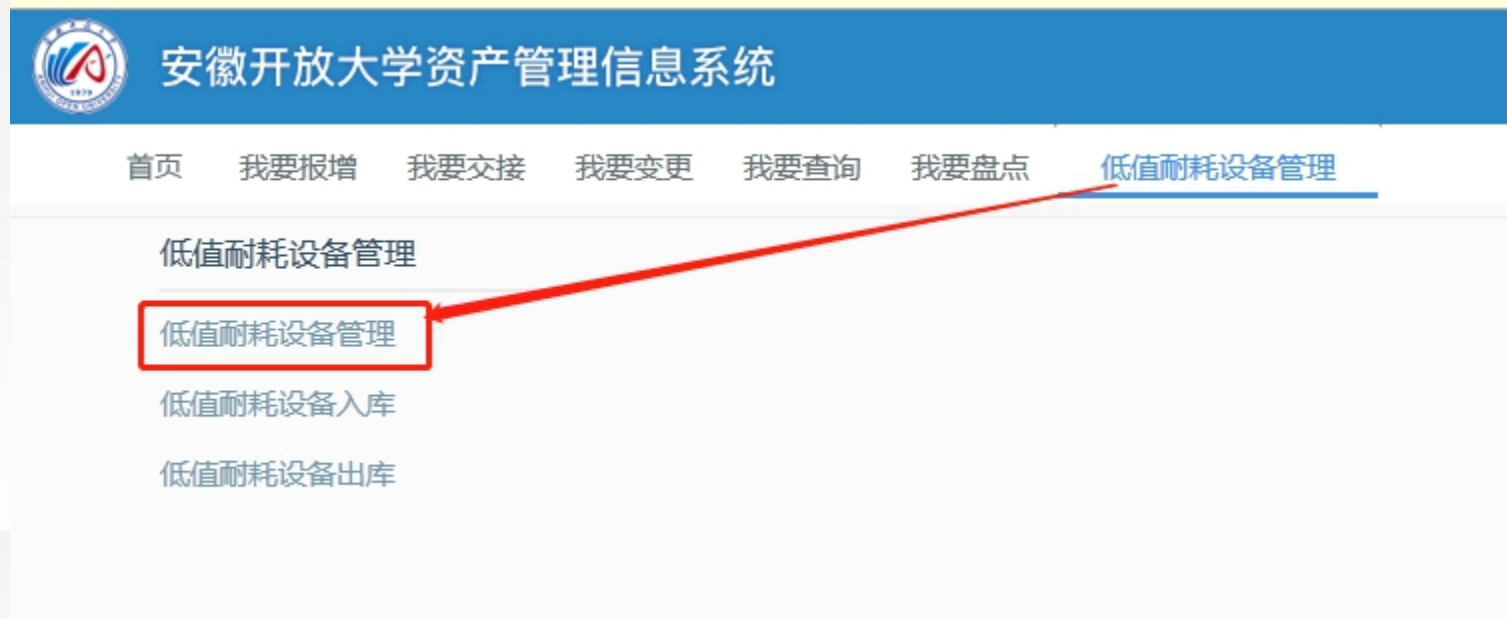 安徽开放大学资产管理信息系统
首页 我要报增 我要交接 我要变更 我要查询 我要盘点 低值耐耗设备管理
低值耐耗设备管理
低值耐耗设备管理
低值耐耗设备入库
低值耐耗设备出库
1979